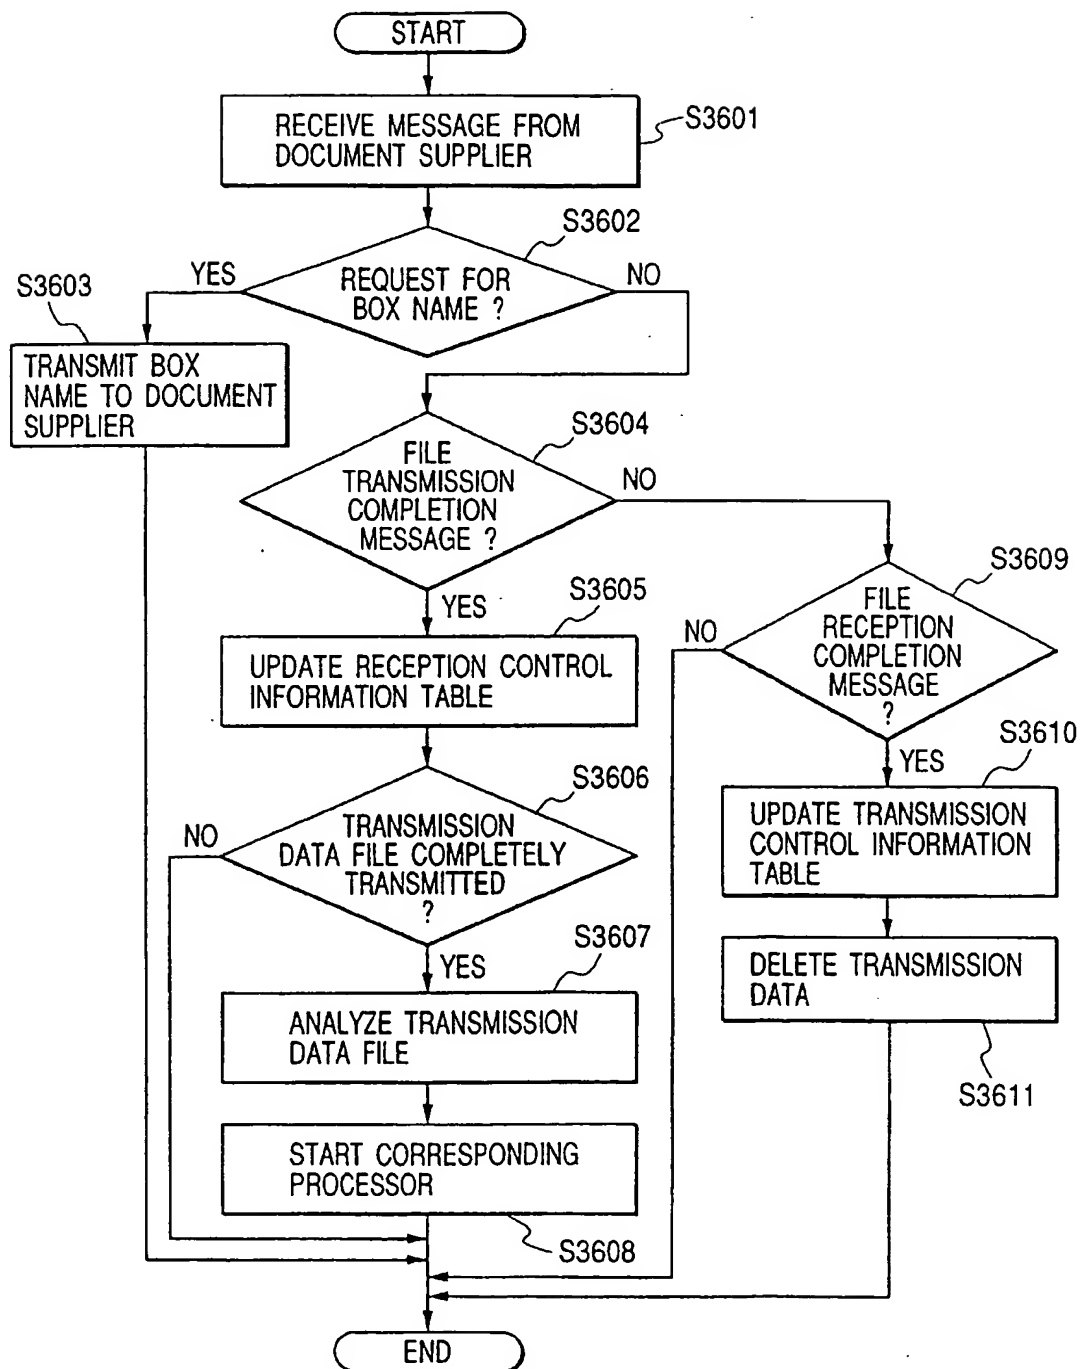 START
RECEIVE MESSAGE FROM
DOCUMENT SUPPLIER
S3601
S3602
REQUEST FOR
BOX NAME ?
YES
NO
S3603
TRANSMIT BOX
NAME TO DOCUMENT
SUPPLIER
S3604
FILE
TRANSMISSION
COMPLETION
MESSAGE ?
NO
YES
S3605
UPDATE RECEPTION CONTROL
INFORMATION TABLE
S3609
FILE
RECEPTION
COMPLETION
MESSAGE
?
NO
YES
S3606
TRANSMISSION
DATA FILE COMPLETELY
TRANSMITTED
?
NO
YES
S3610
UPDATE TRANSMISSION
CONTROL INFORMATION
TABLE
S3607
ANALYZE TRANSMISSION
DATA FILE
DELETE TRANSMISSION
DATA
S3611
START CORRESPONDING
PROCESSOR
S3608
END